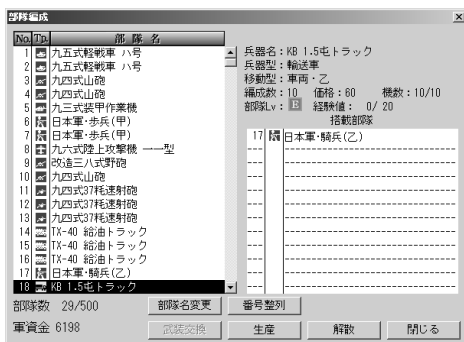 部隊編成
No. Tp. 部 隊 名
1 九五式軽戦車 ハ号
2 九五式軽戦車 ハ号
3 九四式山砲
4 九四式山砲
5 九三式装甲作業機
6 日本軍・歩兵(甲)
7 日本軍・歩兵(甲)
8 九六式陸上攻撃機 一一型
9 改造三八式野砲
10 九四式山砲
11 九四式37粍速射砲
12 九四式37粍速射砲
13 九四式37粍速射砲
14 TX-40 給油トラック
15 TX-40 給油トラック
16 TX-40 給油トラック
17 日本軍・騎兵(乙)
18 KB 1.5屯トラック
兵器名:KB 1.5屯トラック
兵器型:輸送車
移動型:車両・乙
編成数:10 価格:60 機数:10/10
部隊Lv:E 経験値: 0/ 20
搭載部隊
17 日本軍・騎兵(乙)
部隊数 29/500
部隊名変更
番号整列
軍資金 6198
武装交換
生産
解散
閉じる